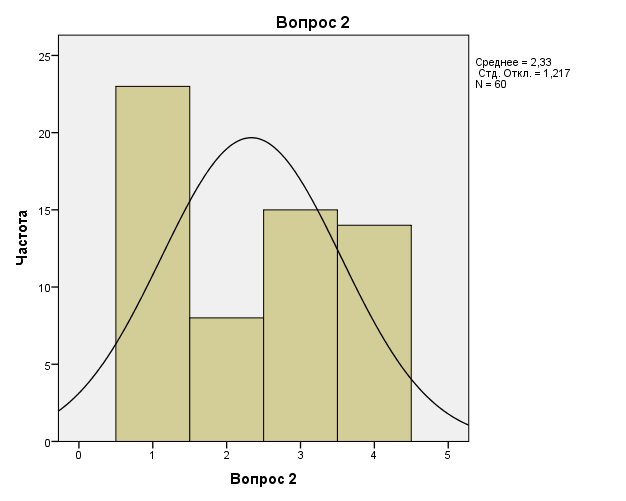 Вопрос 2
Среднее = 2,33
Стд. Откл. = 1,217
N = 60
Частота
25
20
15
10
5
0
0 1 2 3 4 5
Вопрос 2